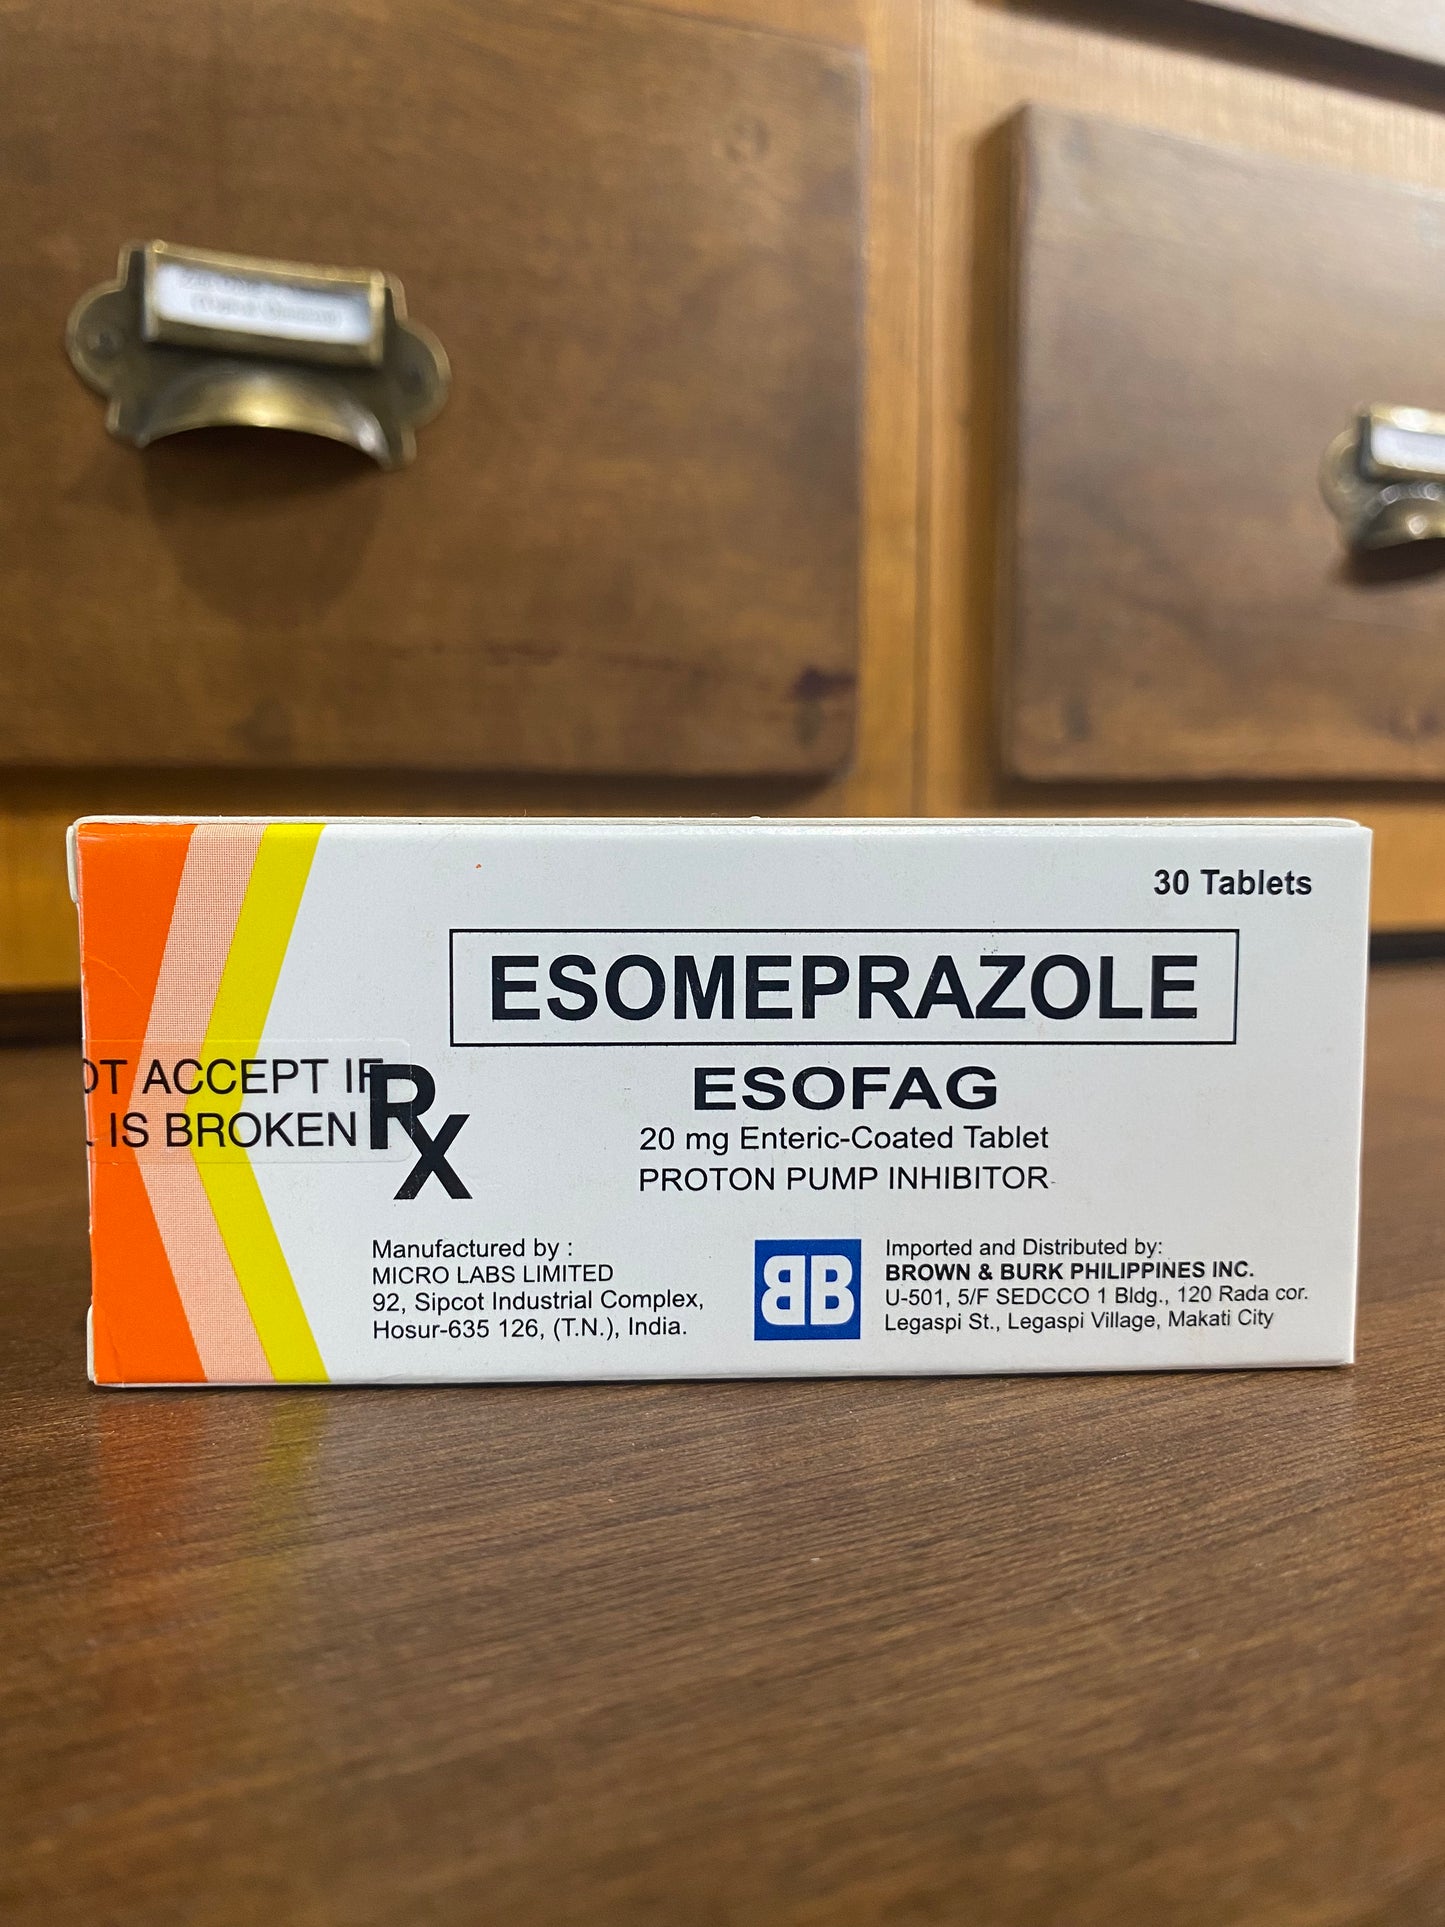 30 Tablets
ESOMEPRAZOLE
ESOFAG
20 mg Enteric-Coated Tablet
PROTON PUMP INHIBITOR
OT ACCEPT IF
IS BROKEN
Rx
Manufactured by :
MICRO LABS LIMITED
92, Sipcot Industrial Complex,
Hosur-635 126, (T.N.), India.
BB
Imported and Distributed by:
BROWN & BURK PHILIPPINES INC.
U-501, 5/F SEDCCO 1 Bldg., 120 Rada cor.
Legaspi St., Legaspi Village, Makati City